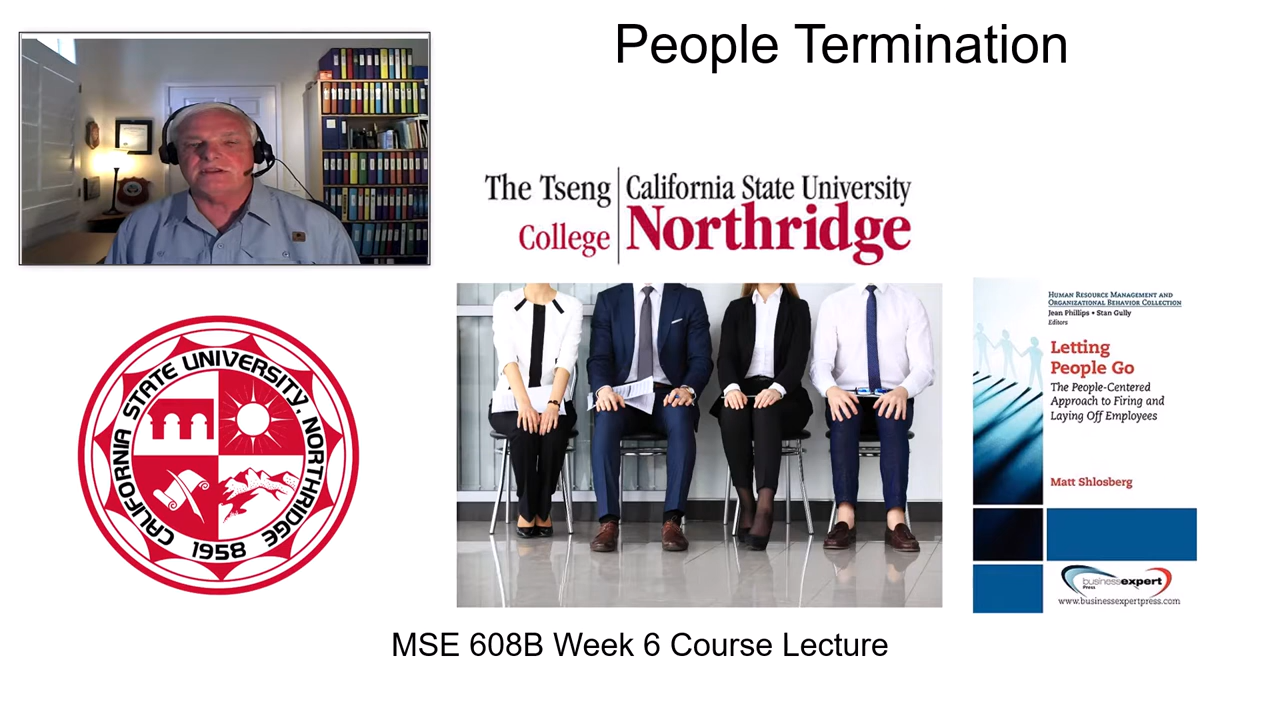 People Termination
The Tseng
College
California State University
Northridge
CALIFORNIA STATE UNIVERSITY, NORTHRIDGE
1958
HUMAN RESOURCE MANAGEMENT AND
ORGANIZATIONAL BEHAVIOR COLLECTION
Jean Phillips • Stan Gully
Editors
Letting
People Go
The People-Centered
Approach to Firing and
Laying Off Employees
Matt Shlosberg
businessexpert
Press
www.businessexpertpress.com
MSE 608B Week 6 Course Lecture